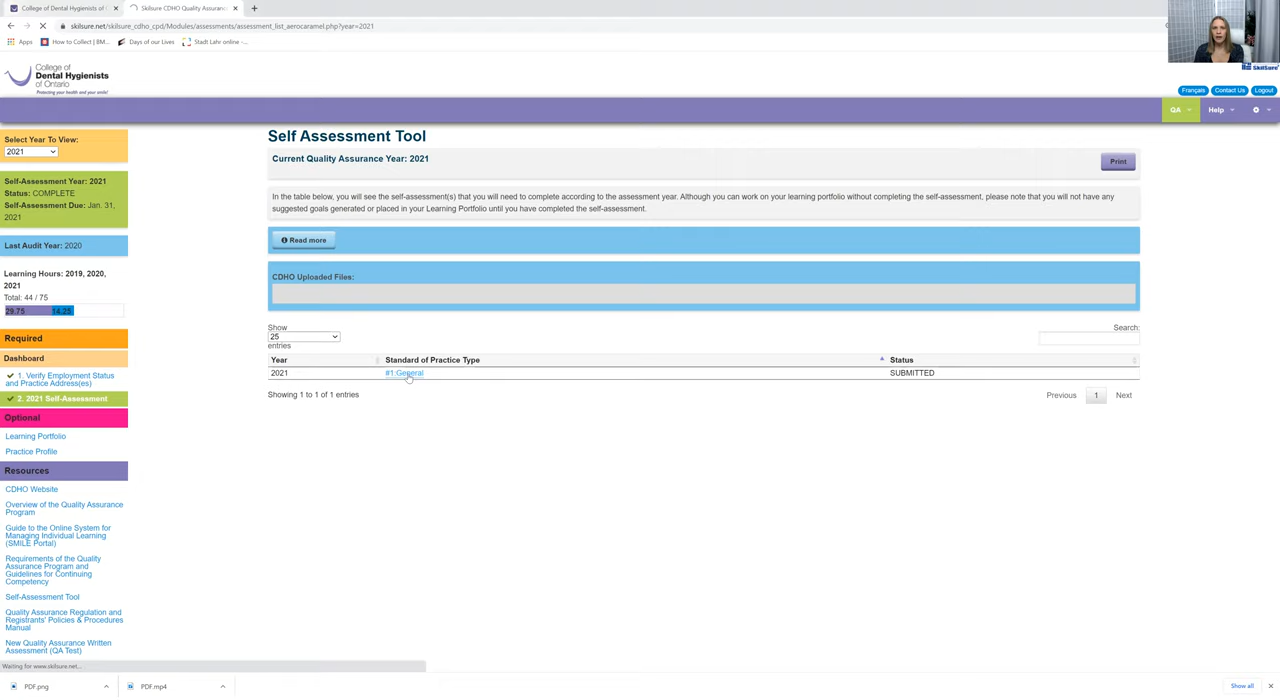 College of Dental Hygienists of
Skilsure CDHO Quality Assuranc
skilsure.net/skilsure_cdho_cpd/Modules/assessments/assessment_list_aerocaramel.php?year=2021
Apps
How to Collect | BM...
Days of our Lives
Stadt Lahr online -...
College of
Dental Hygienists
of Ontario
Protecting your health and your smile!
SkilSure
Français
Contact Us
Logout
QA
Help
Select Year To View:
2021
Self-Assessment Year: 2021
Status: COMPLETE
Self-Assessment Due: Jan. 31,
2021
Last Audit Year: 2020
Learning Hours: 2019, 2020,
2021
Total: 44 / 75
29.75
14.25
Required
Dashboard
1. Verify Employment Status
and Practice Address(es)
2. 2021 Self-Assessment
Optional
Learning Portfolio
Practice Profile
Resources
CDHO Website
Overview of the Quality Assurance
Program
Guide to the Online System for
Managing Individual Learning
(SMILE Portal)
Requirements of the Quality
Assurance Program and
Guidelines for Continuing
Competency
Self-Assessment Tool
Quality Assurance Regulation and
Registrants' Policies & Procedures
Manual
New Quality Assurance Written
Assessment (QA Test)
Self Assessment Tool
Current Quality Assurance Year: 2021
Print
In the table below, you will see the self-assessment(s) that you will need to complete according to the assessment year. Although you can work on your learning portfolio without completing the self-assessment, please note that you will not have any
suggested goals generated or placed in your Learning Portfolio until you have completed the self-assessment.
Read more
CDHO Uploaded Files:
Show
25
entries
Search:
Year
Standard of Practice Type
Status
2021
#1 General
SUBMITTED
Showing 1 to 1 of 1 entries
Previous
1
Next
Waiting for www.skilsure.net...
PDF.png
PDF.mp4
Show all